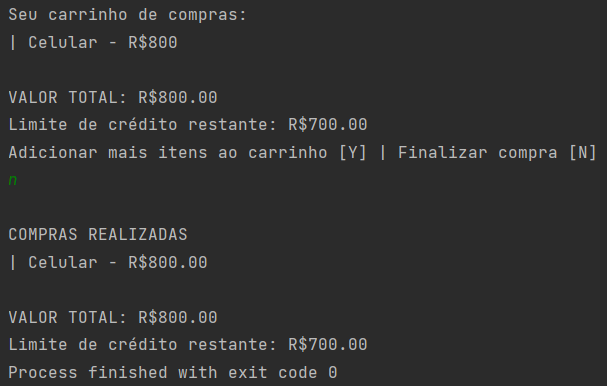 Seu carrinho de compras:
| Celular - R$800
VALOR TOTAL: R$800.00
Limite de crédito restante: R$700.00
Adicionar mais itens ao carrinho [Y] | Finalizar compra [N]
n
COMPRAS REALIZADAS
| Celular - R$800.00
VALOR TOTAL: R$800.00
Limite de crédito restante: R$700.00
Process finished with exit code 0